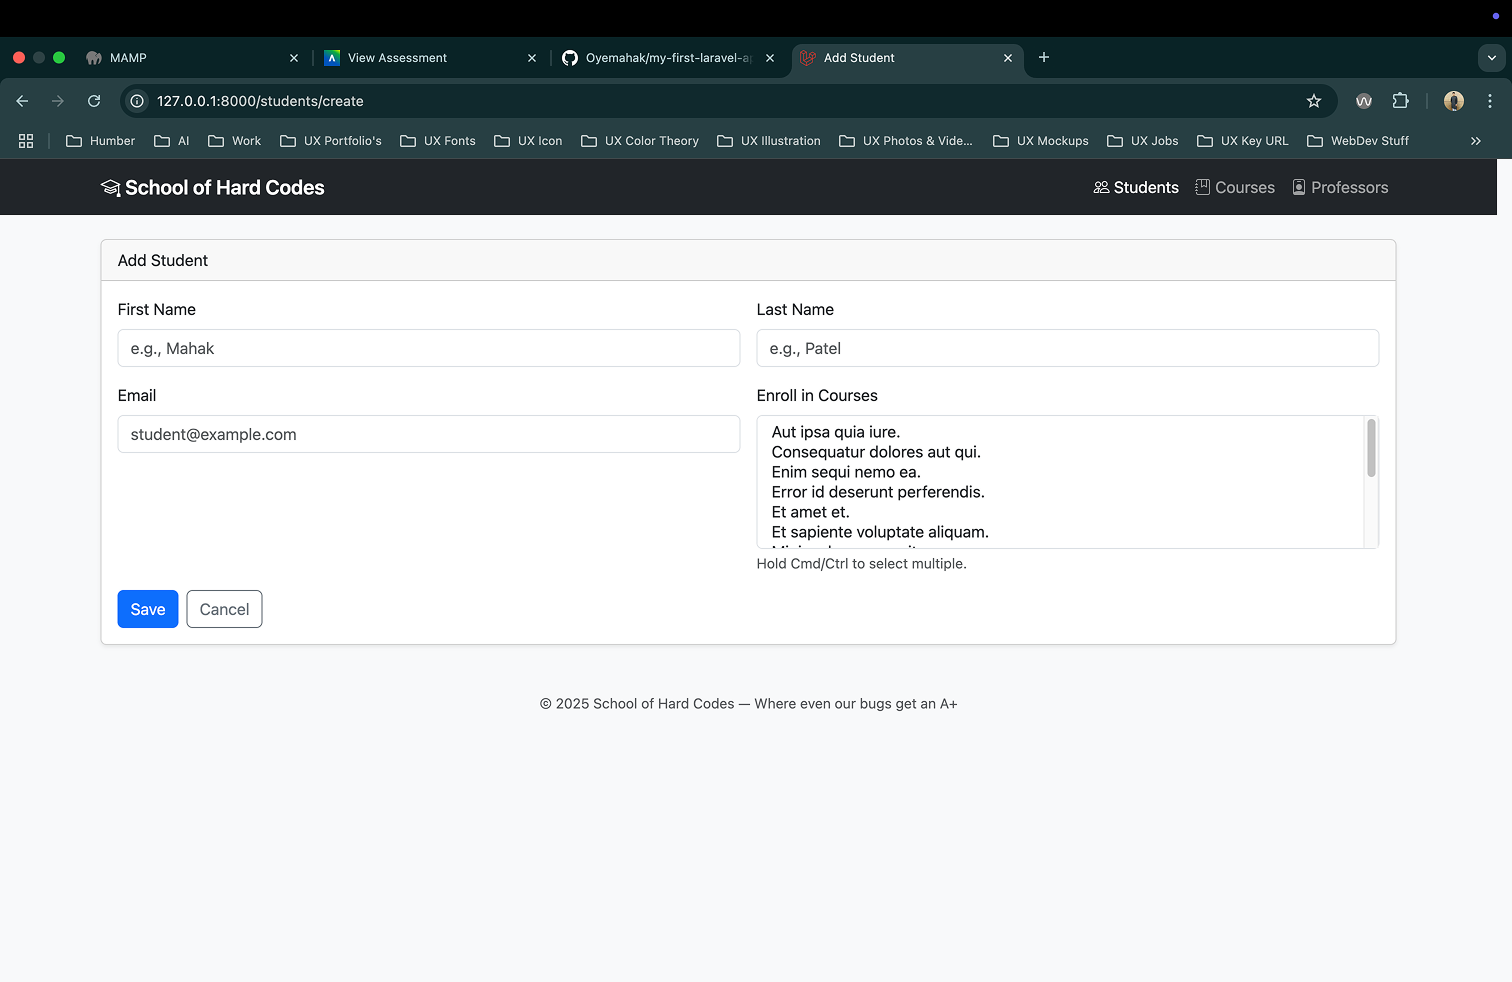 MAMP
View Assessment
Oyemahak/my-first-laravel-ap
Add Student
127.0.0.1:8000/students/create
Humber
AI
Work
UX Portfolio's
UX Fonts
UX Icon
UX Color Theory
UX Illustration
UX Photos & Vide...
UX Mockups
UX Jobs
UX Key URL
WebDev Stuff
School of Hard Codes
Students
Courses
Professors
Add Student
First Name
Last Name
e.g., Mahak
e.g., Patel
Email
Enroll in Courses
student@example.com
Aut ipsa quia iure.
Consequatur dolores aut qui.
Enim sequi nemo ea.
Error id deserunt perferendis.
Et amet et.
Et sapiente voluptate aliquam.
Hold Cmd/Ctrl to select multiple.
Save
Cancel
© 2025 School of Hard Codes — Where even our bugs get an A+